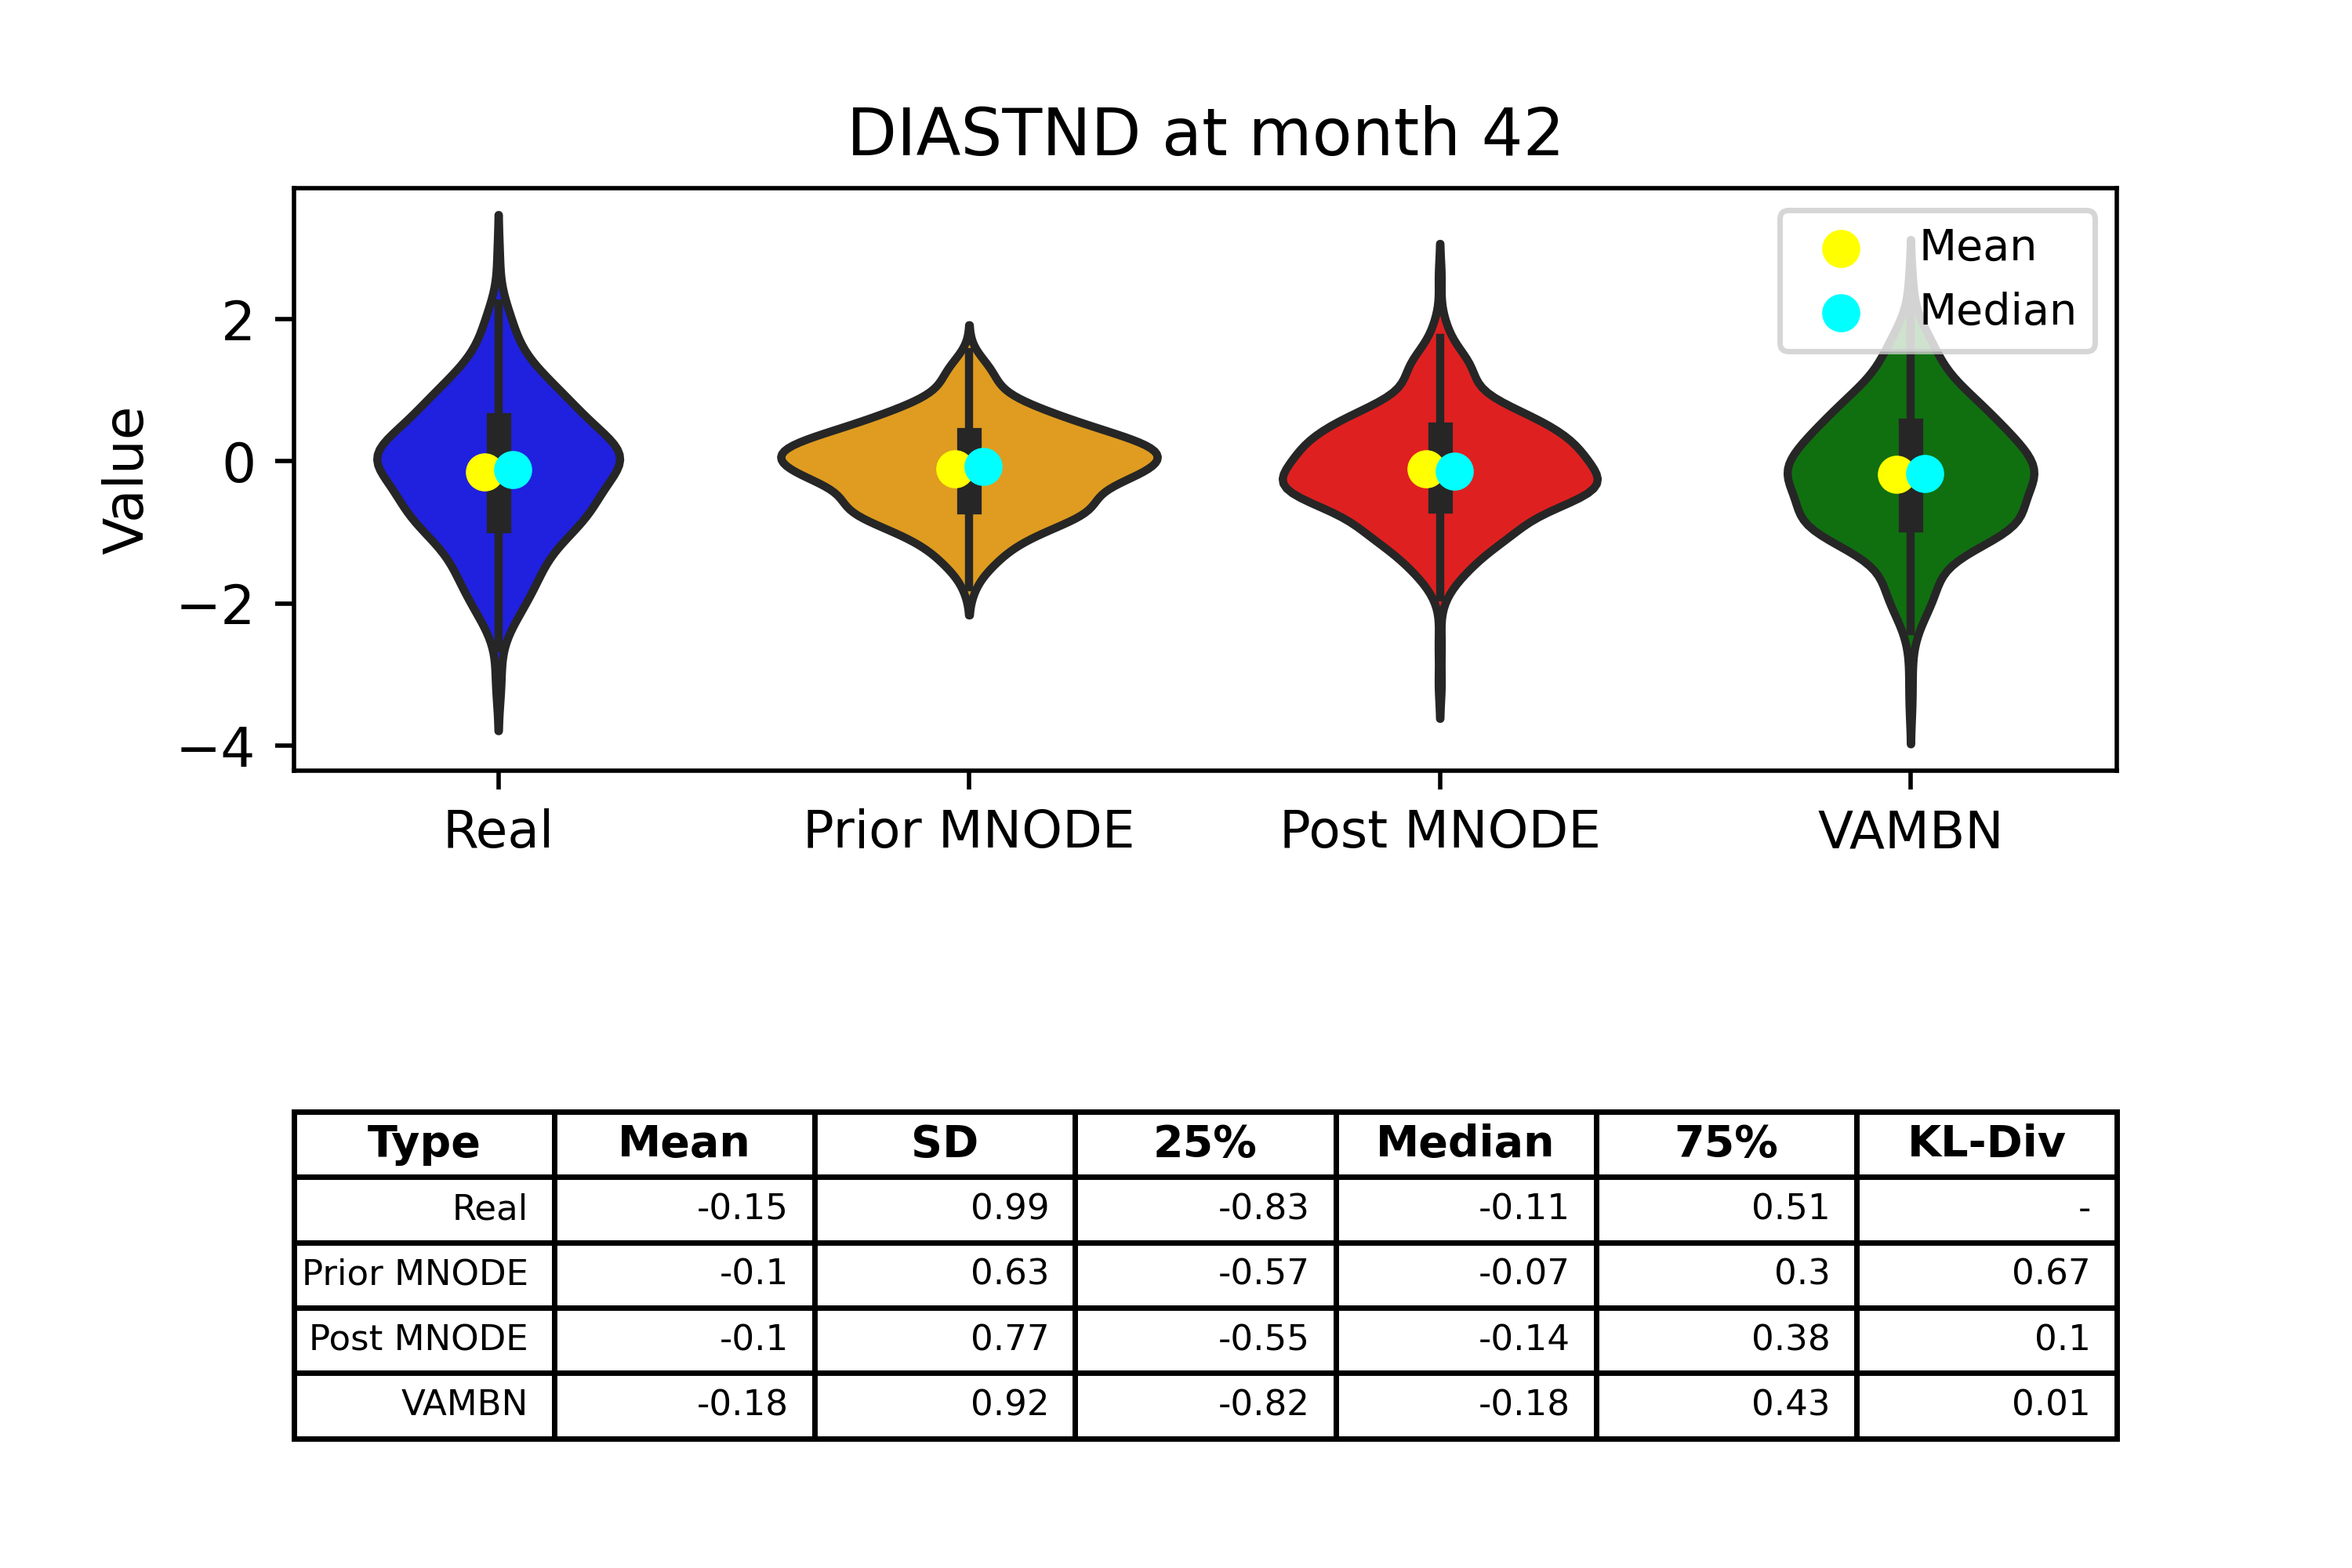 DIASTND at month 42
Mean
Median
Value
2
0
−2
−4
Real Prior MNODE Post MNODE VAMBN
Type Mean SD 25% Median 75% KL-Div
Real -0.15 0.99 -0.83 -0.11 0.51 -
Prior MNODE -0.1 0.63 -0.57 -0.07 0.3 0.67
Post MNODE -0.1 0.77 -0.55 -0.14 0.38 0.1
VAMBN -0.18 0.92 -0.82 -0.18 0.43 0.01